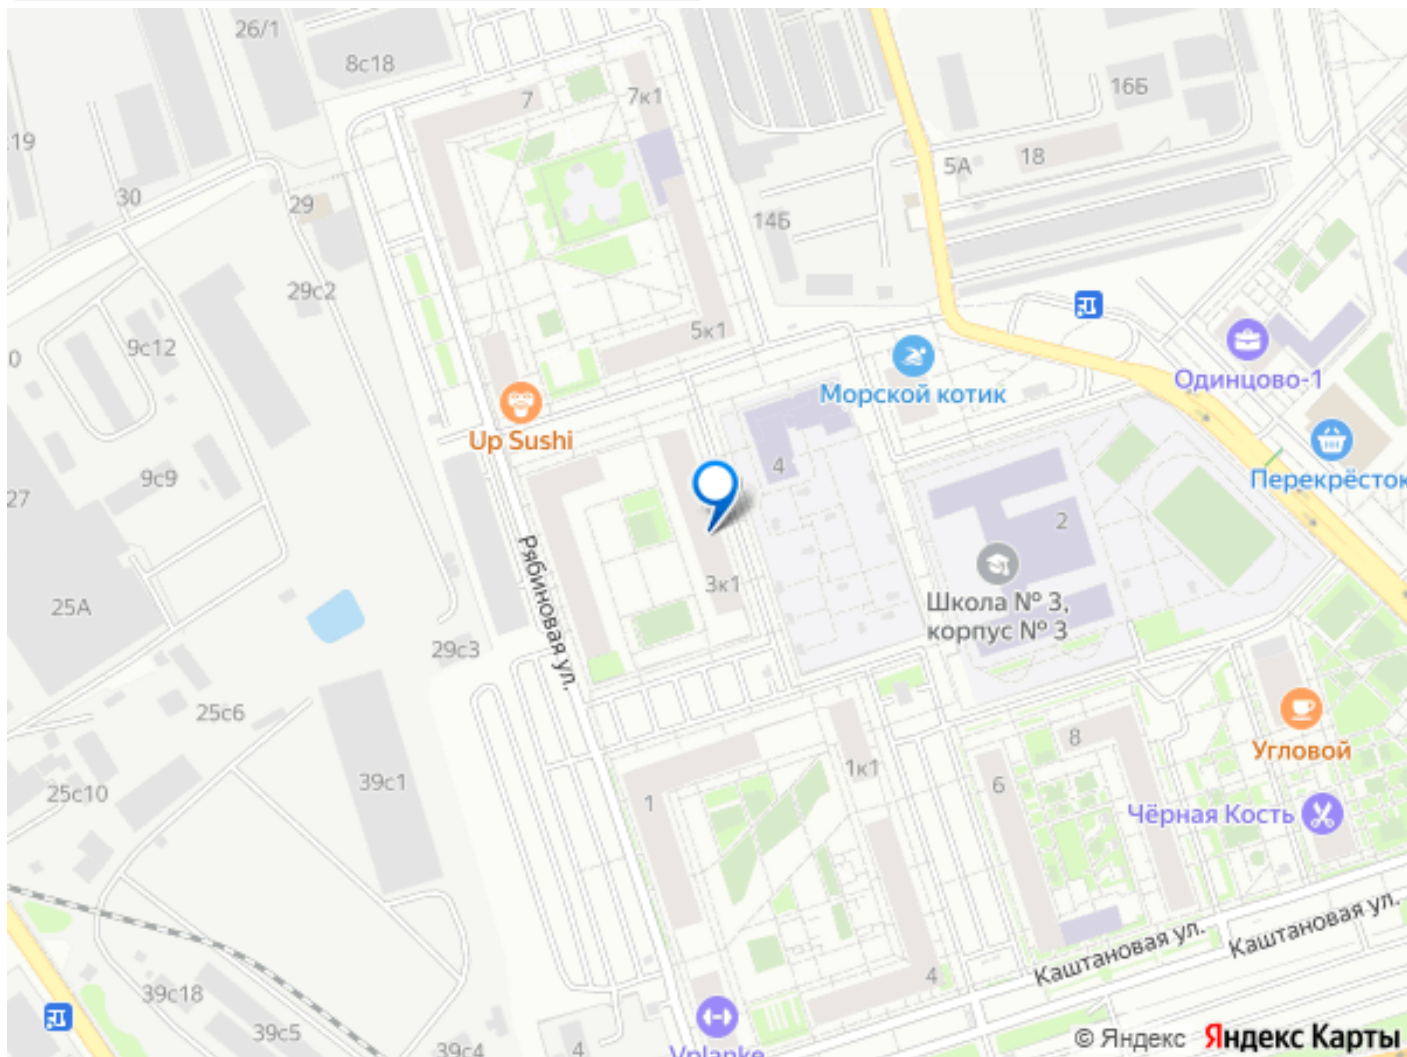 26/1
8с18
7
7к1
16Б
19
18
5А
30
29
14Б
29с2
5к1
9с12
0
Одинцово-1
Морской котик
Up Sushi
4
Перекрёсток
9с9
27
2
Рябиновая ул.
3к1
25А
Школа № 3,
корпус № 3
29с3
25с6
Угловой
8
1к1
39с1
6
25с10
1
Чёрная Кость
Каштановая ул.
Каштановая ул.
4
39с18
39с5
39с4
4
Vplanke
© Яндекс Яндекс Карты